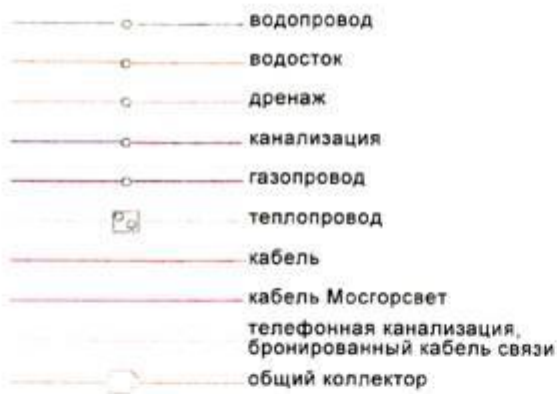 водопровод
водосток
дренаж
канализация
газопровод
теплопровод
кабель
кабель Мосгорсвет
телефонная канализация,
бронированный кабель связи
общий коллектор